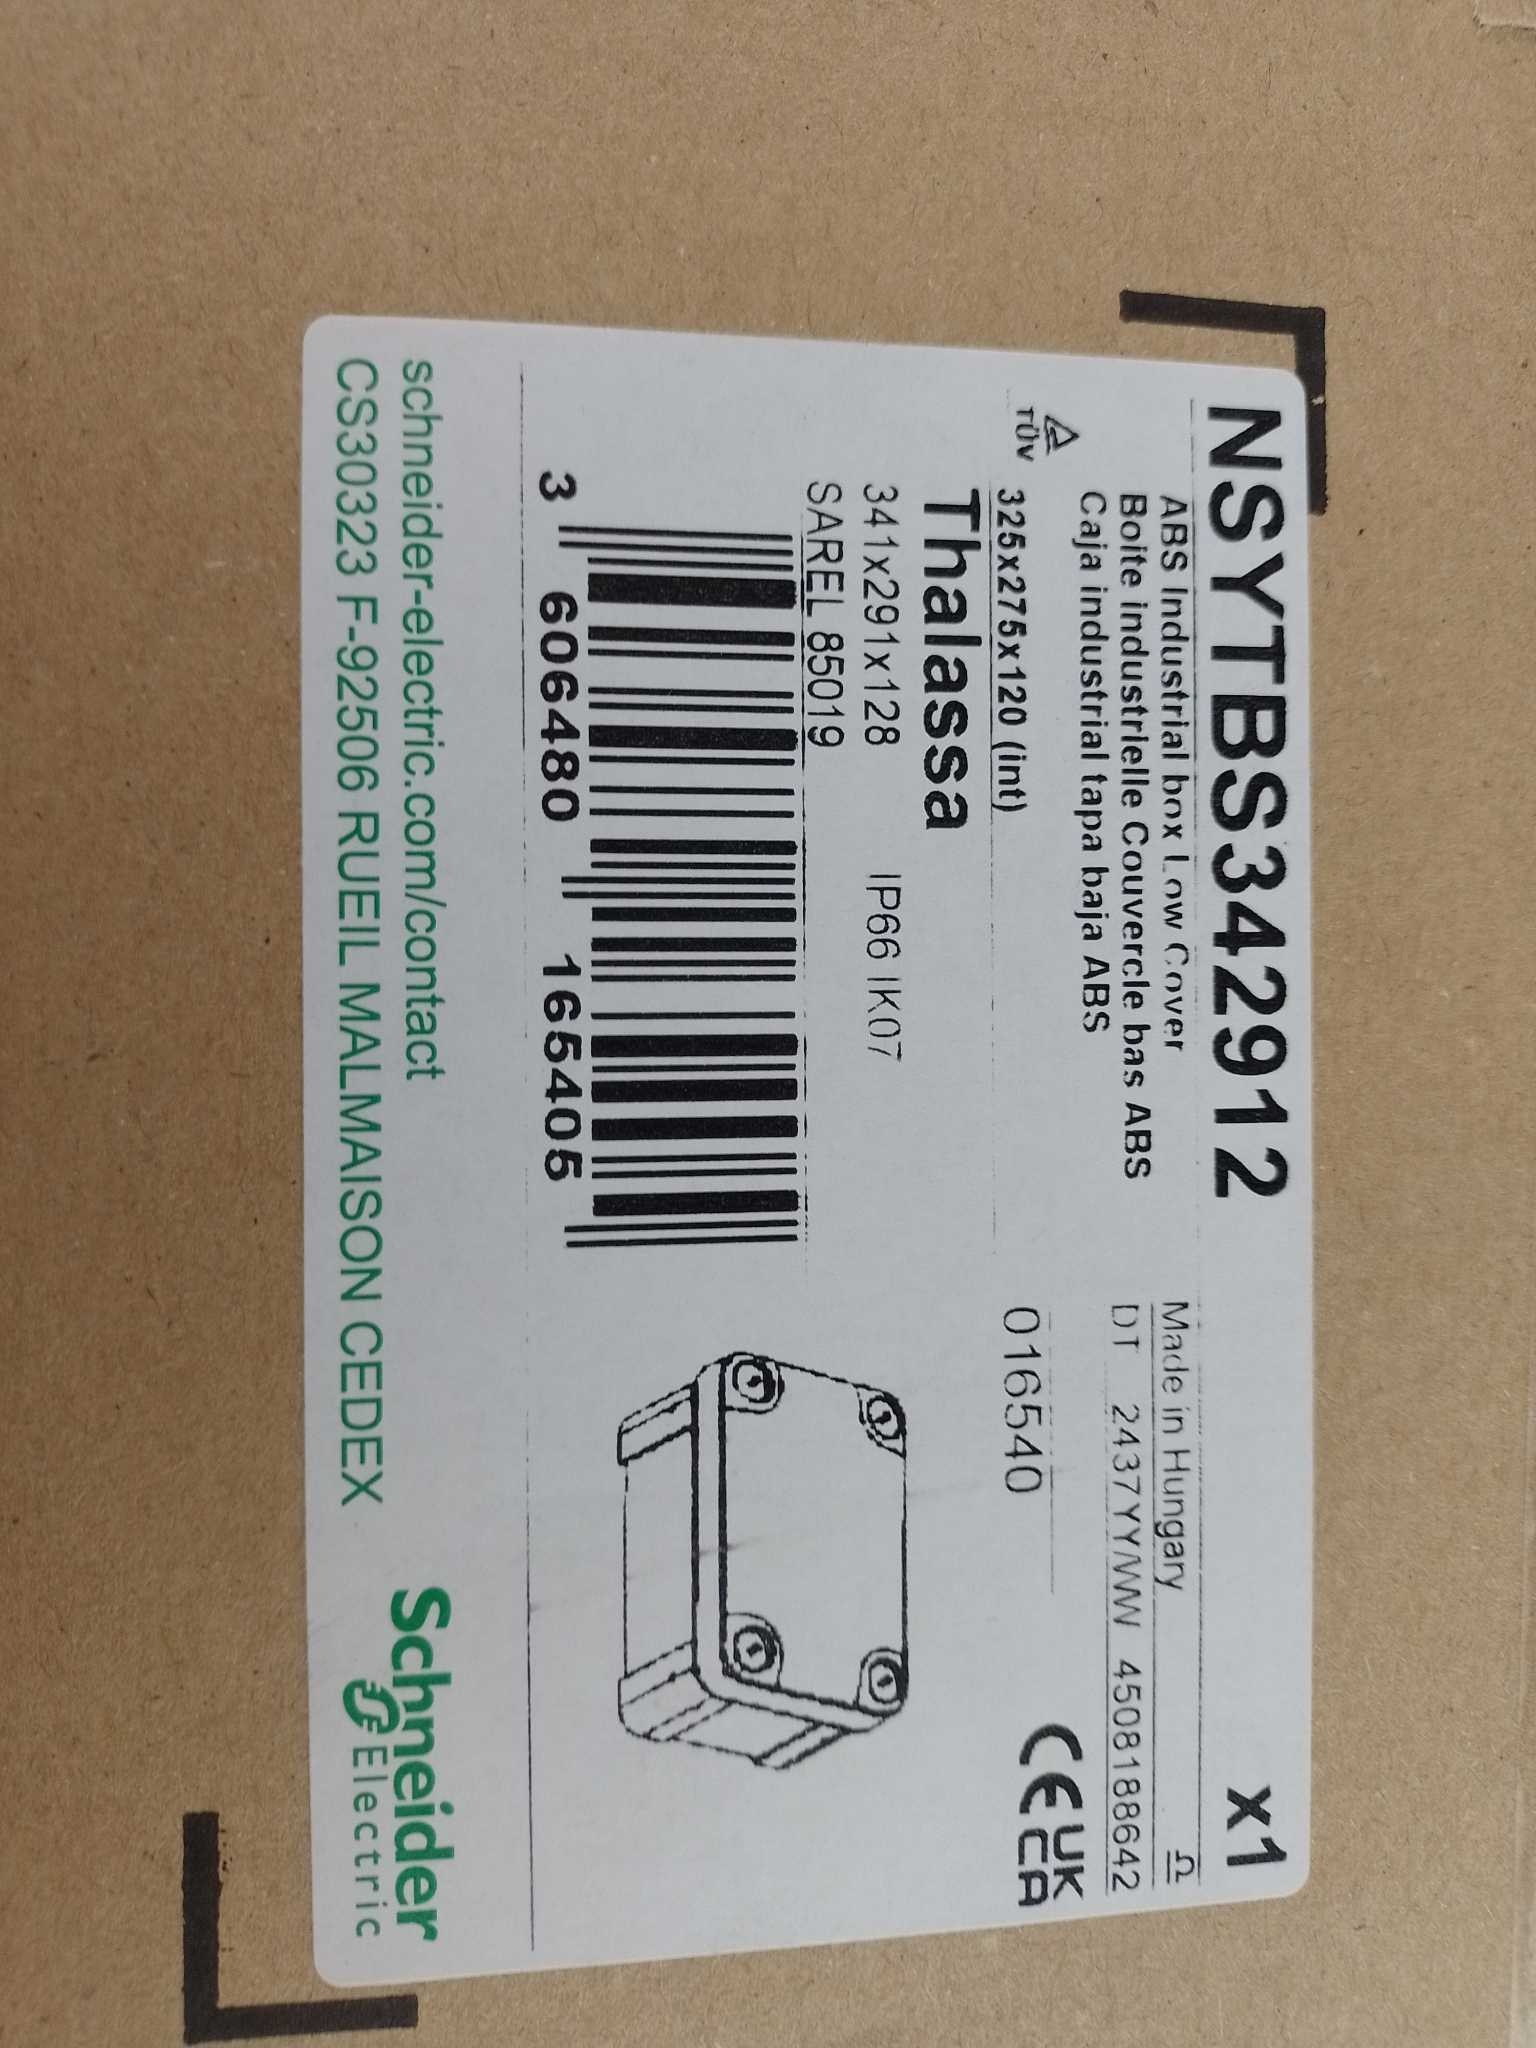 NSYTBS342912 x1
ABS Industrial box Low Cover
Boite industrielle Couvercle bas ABS
Caja industrial tapa baja ABS
Made in Hungary
DT 2437YYWW 4508188642
TÜV
325x275x120 (int)
016540
CE UK CA
Thalassa
341x291x128 IP66 IK07
SAREL 85019
3 606480 165405
schneider-electric.com/contact
CS30323 F-92506 RUEIL MALMAISON CEDEX
Schneider
Electric